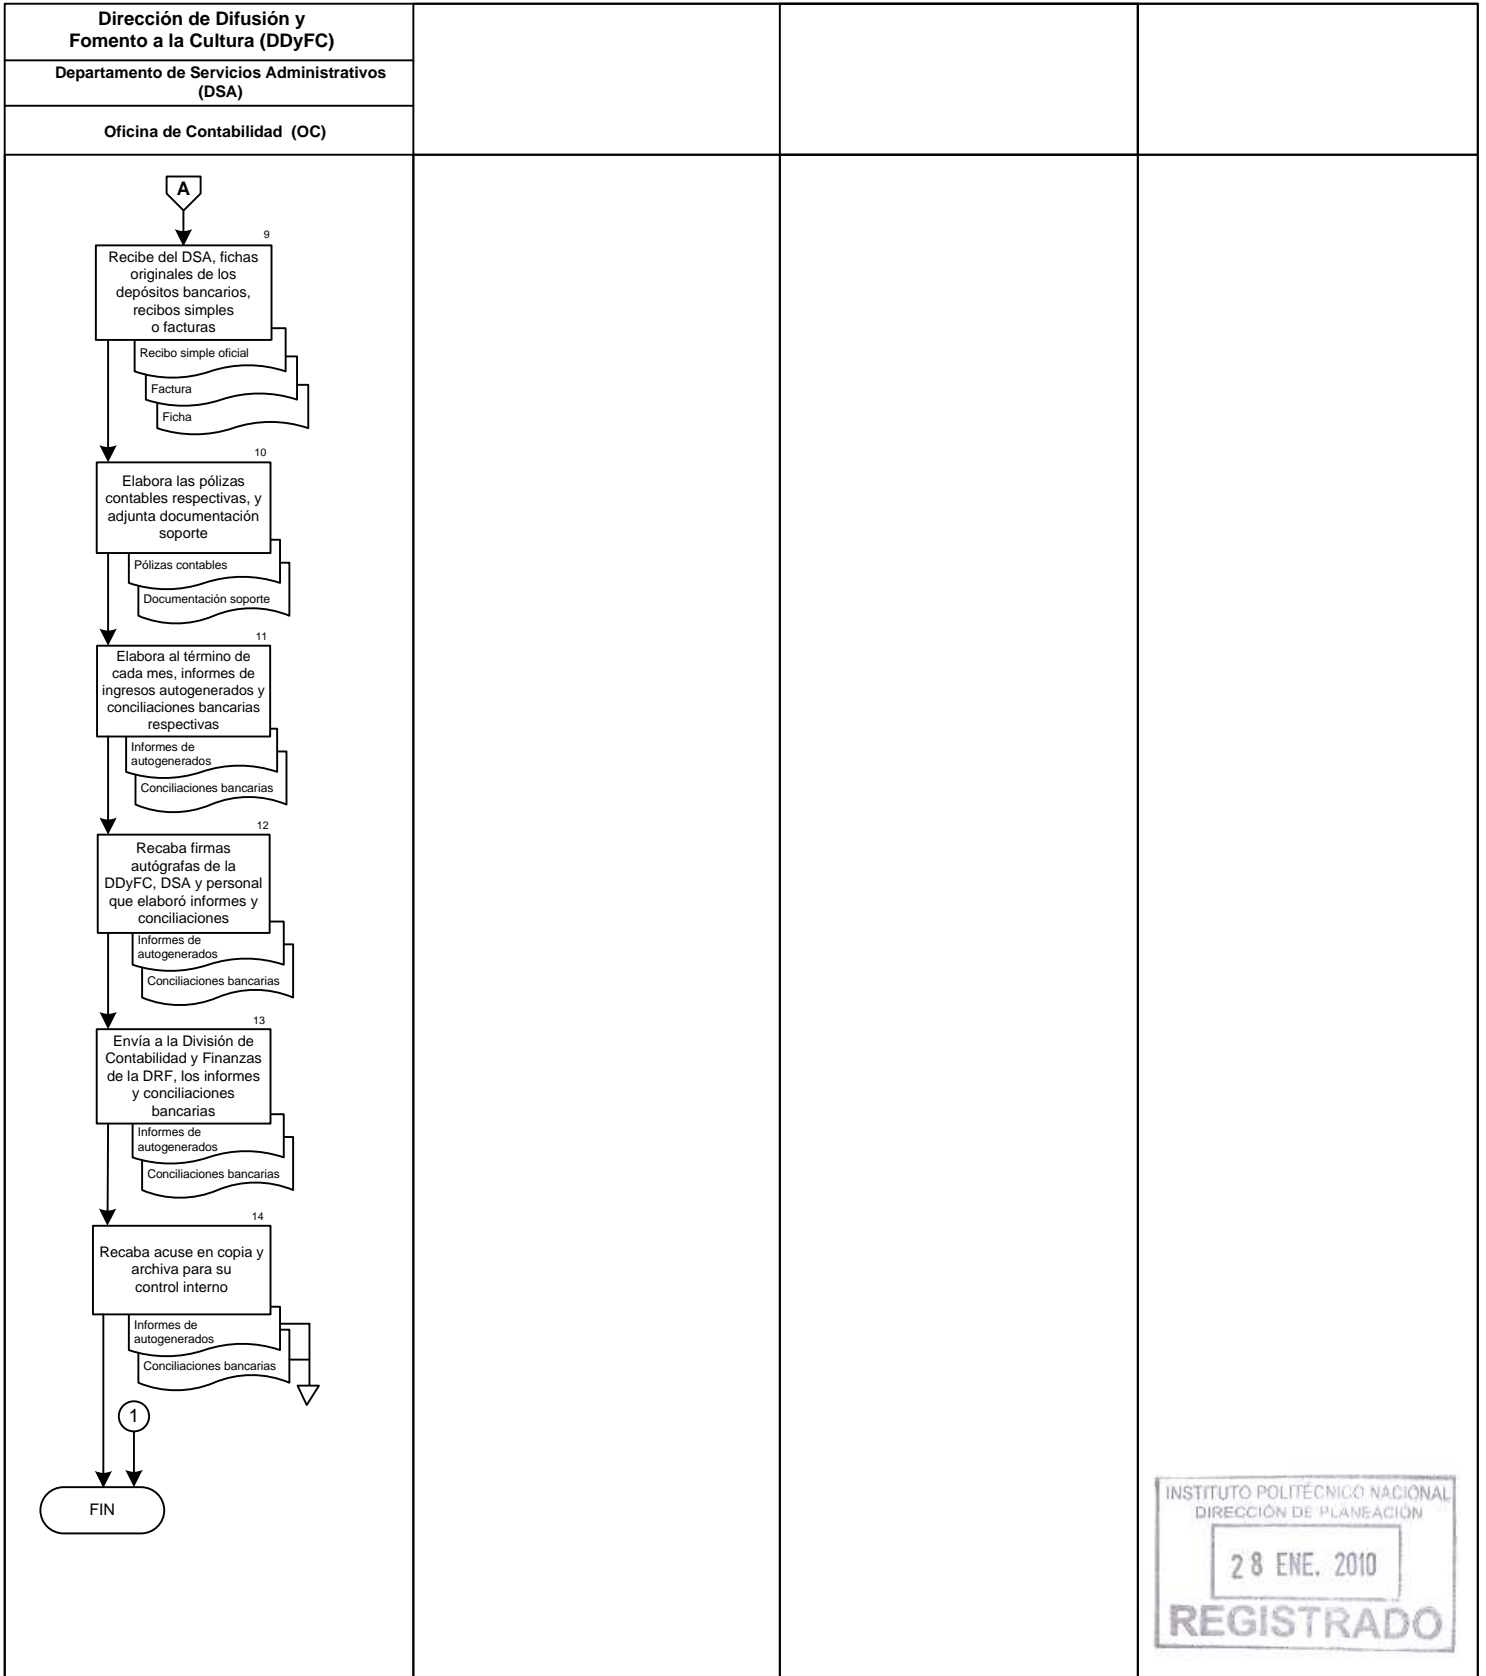 Dirección de Difusión y
Fomento a la Cultura (DDyFC)
Departamento de Servicios Administrativos
(DSA)
Oficina de Contabilidad (OC)
A
9
Recibe del DSA, fichas
originales de los
depósitos bancarios,
recibos simples
o facturas
Recibo simple oficial
Factura
Ficha
10
Elabora las pólizas
contables respectivas, y
adjunta documentación
soporte
Pólizas contables
Documentación soporte
11
Elabora al término de
cada mes, informes de
ingresos autogenerados y
conciliaciones bancarias
respectivas
Informes de
autogenerados
Conciliaciones bancarias
12
Recaba firmas
autógrafas de la
DDyFC, DSA y personal
que elaboró informes y
conciliaciones
Informes de
autogenerados
Conciliaciones bancarias
13
Envía a la División de
Contabilidad y Finanzas
de la DRF, los informes
y conciliaciones
bancarias
Informes de
autogenerados
Conciliaciones bancarias
14
Recaba acuse en copia y
archiva para su
control interno
Informes de
autogenerados
Conciliaciones bancarias
1
FIN
INSTITUTO POLITÉCNICO NACIONAL
DIRECCIÓN DE PLANEACIÓN
28 ENE. 2010
REGISTRADO